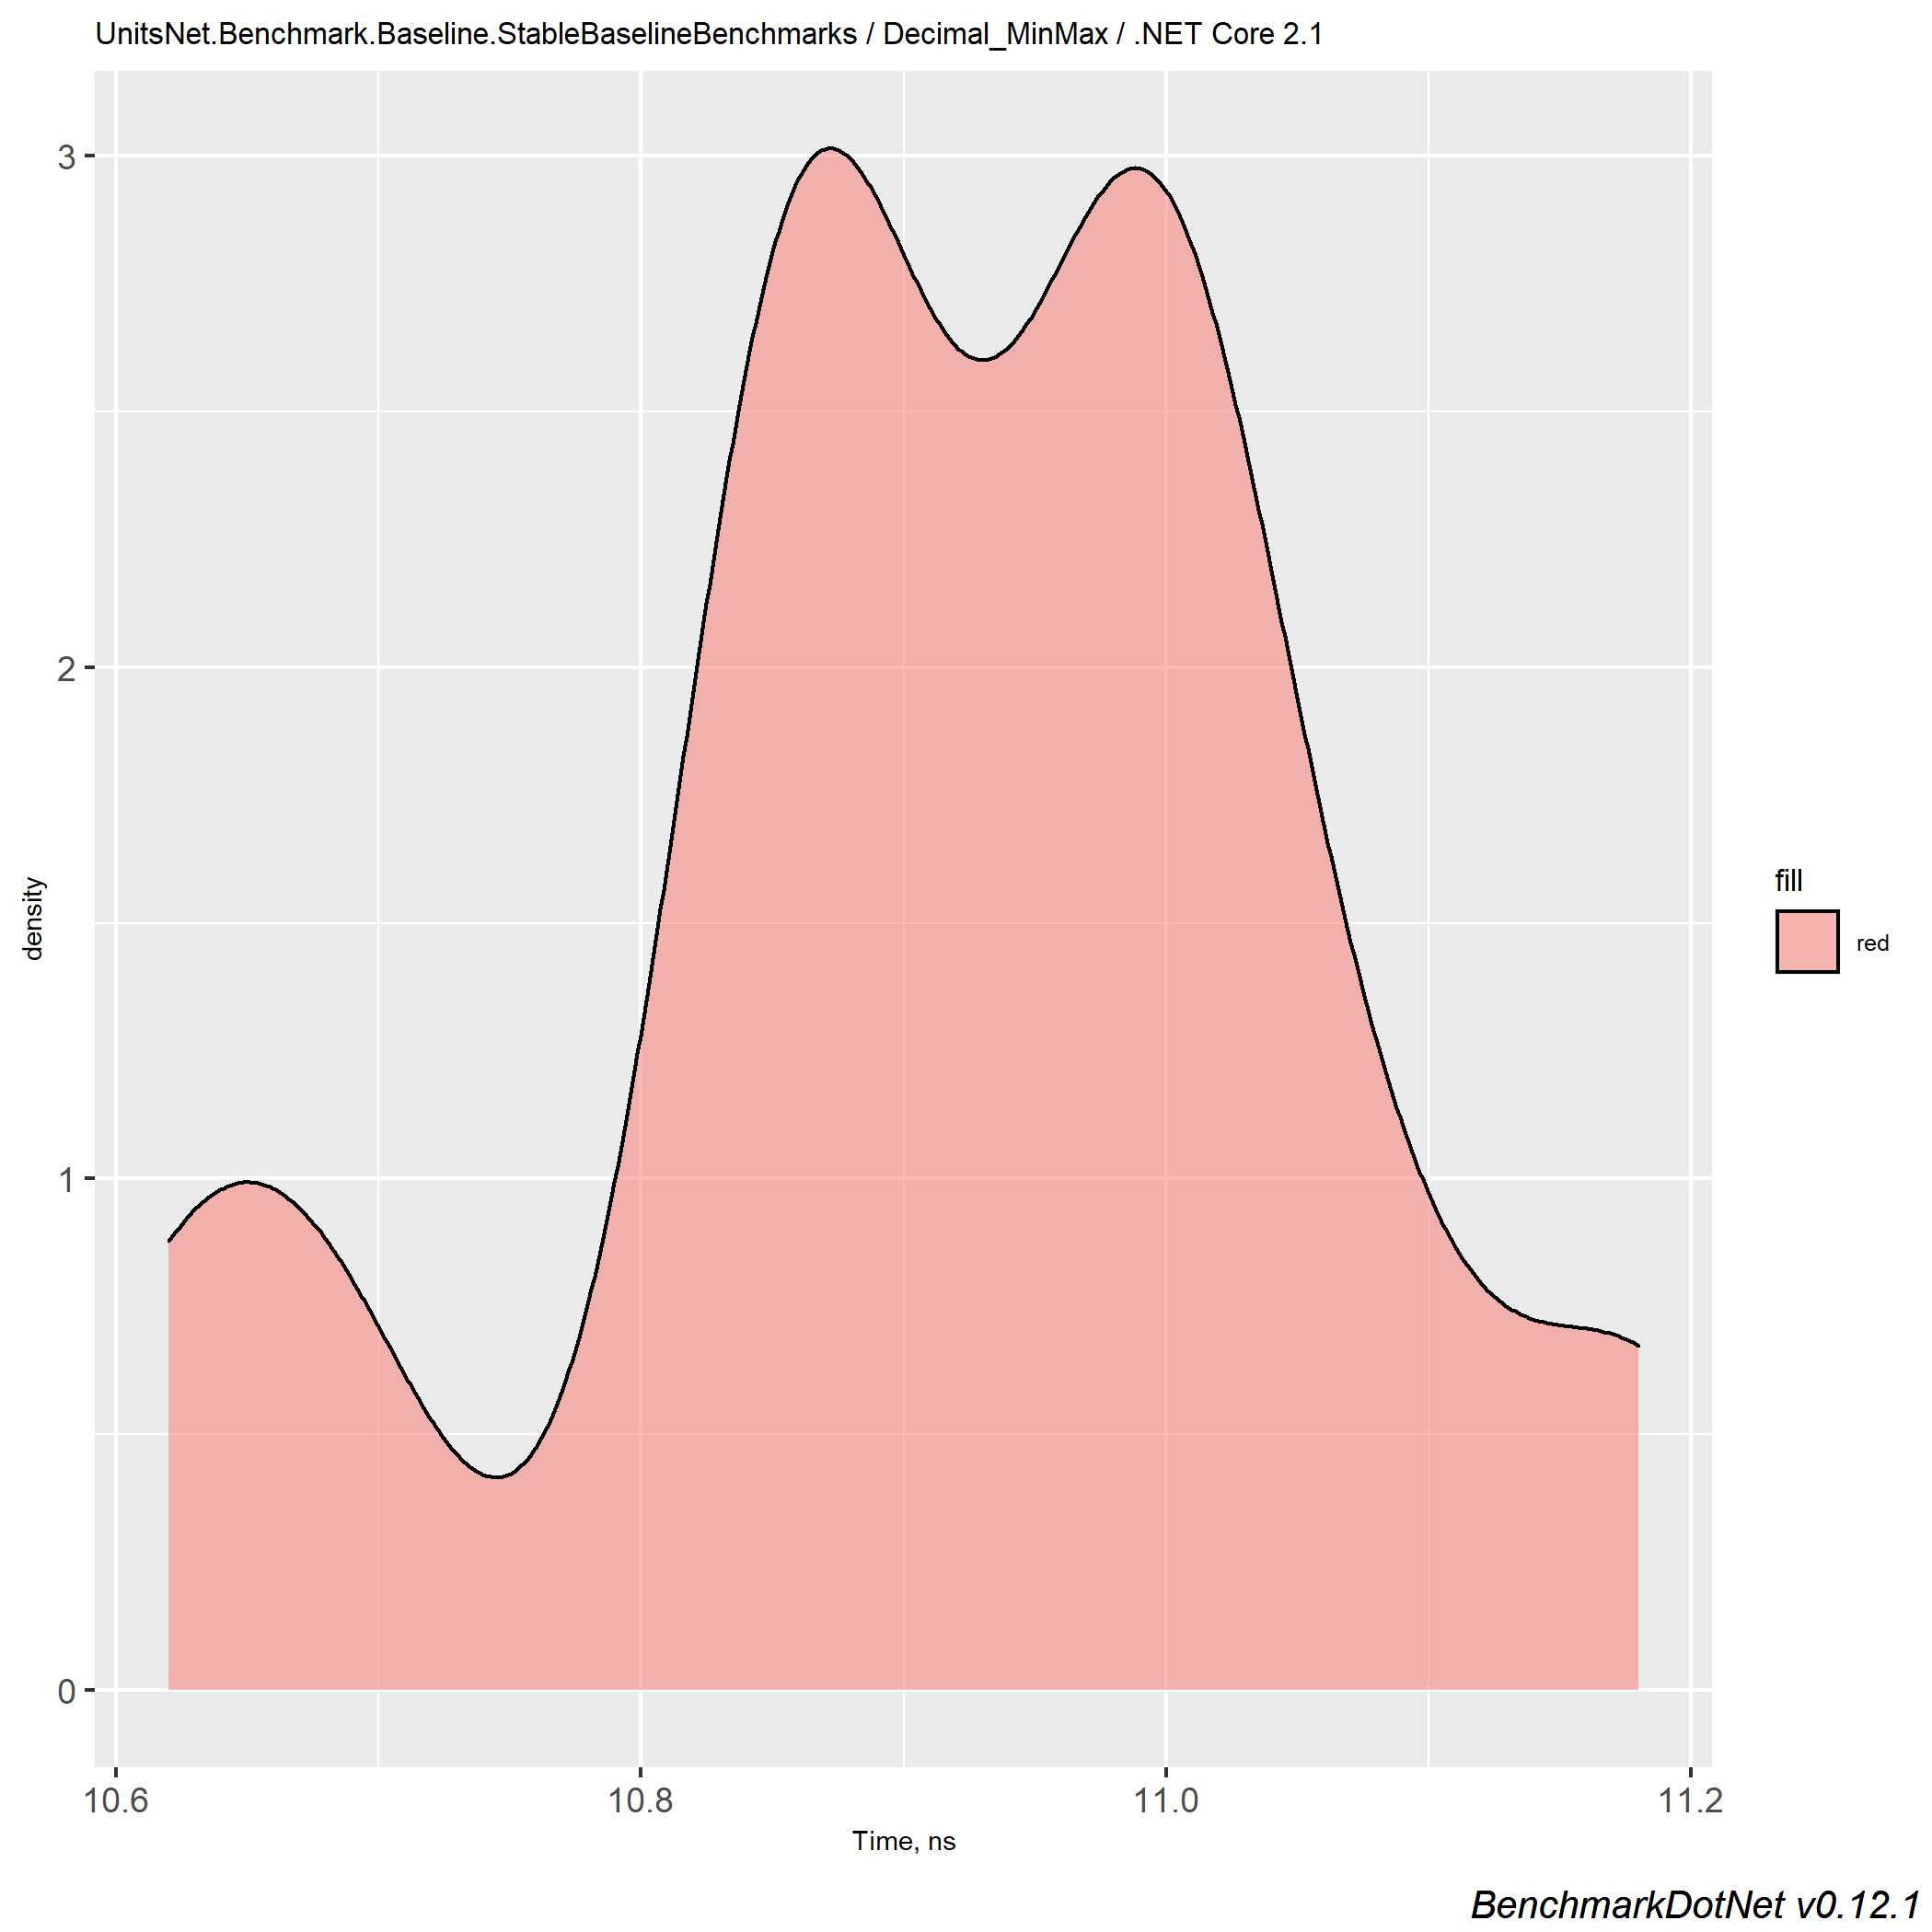 UnitsNet.Benchmark.Baseline.StableBaselineBenchmarks / Decimal_MinMax / .NET Core 2.1
3
2
1
0
density
10.6 10.8 11.0 11.2
Time, ns
fill
red
BenchmarkDotNet v0.12.1